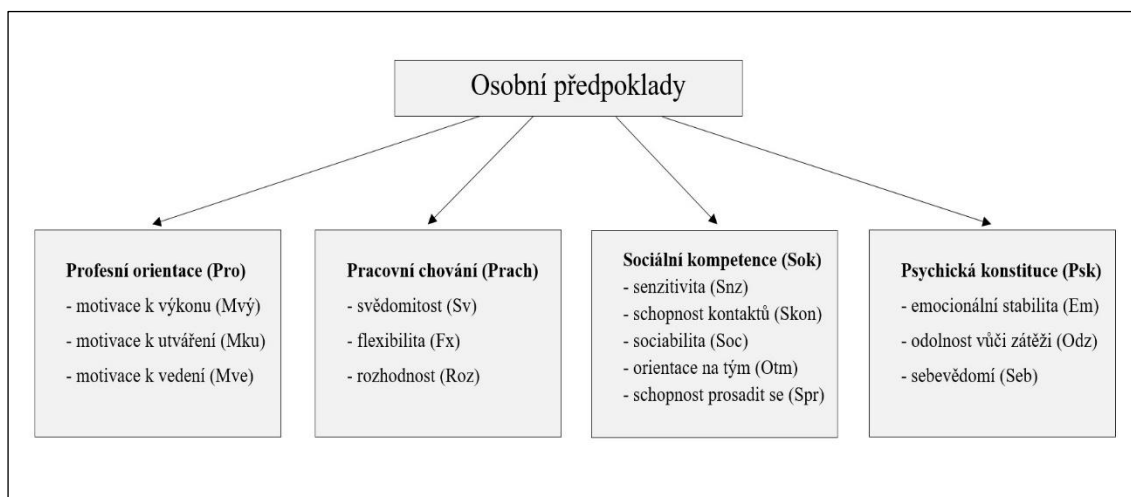 Osobní předpoklady
Profesní orientace (Pro)
- motivace k výkonu (Mvý)
- motivace k utváření (Mku)
- motivace k vedení (Mve)
Pracovní chování (Prach)
- svědomitost (Sv)
- flexibilita (Fx)
- rozhodnost (Roz)
Sociální kompetence (Sok)
- senzitivita (Snz)
- schopnost kontaktů (Skon)
- sociabilita (Soc)
- orientace na tým (Otm)
- schopnost prosadit se (Spr)
Psychická konstituce (Psk)
- emocionální stabilita (Em)
- odolnost vůči zátěži (Odz)
- sebevědomí (Seb)